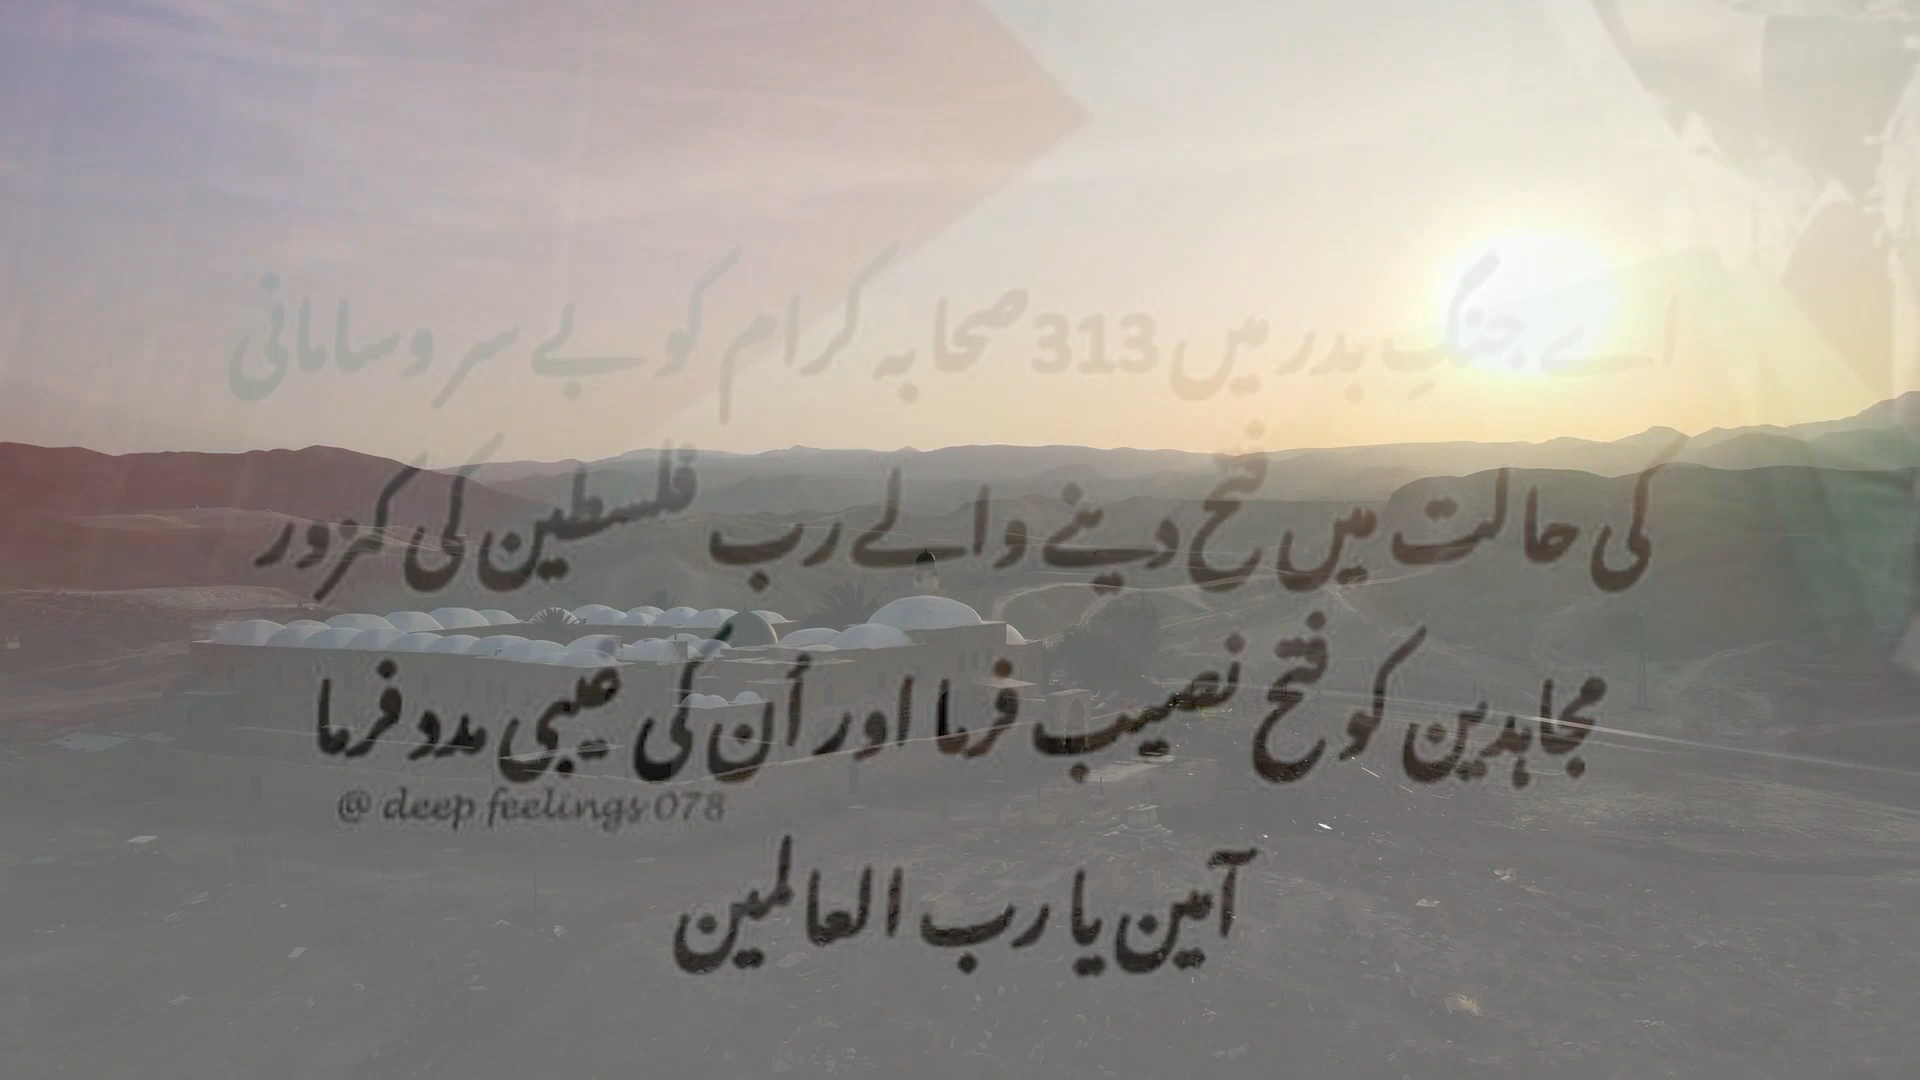 اے جنگِ بدر میں 313 صحابہ کرام کو بے سر و سامانی
کی حالت میں فتح دینے والے رب فلسطین کی کمزور
مجاہدین کو فتح نصیب فرما اور اُن کی غیبی مدد فرما
@ deep feelings 078
آمین یا رب العالمین